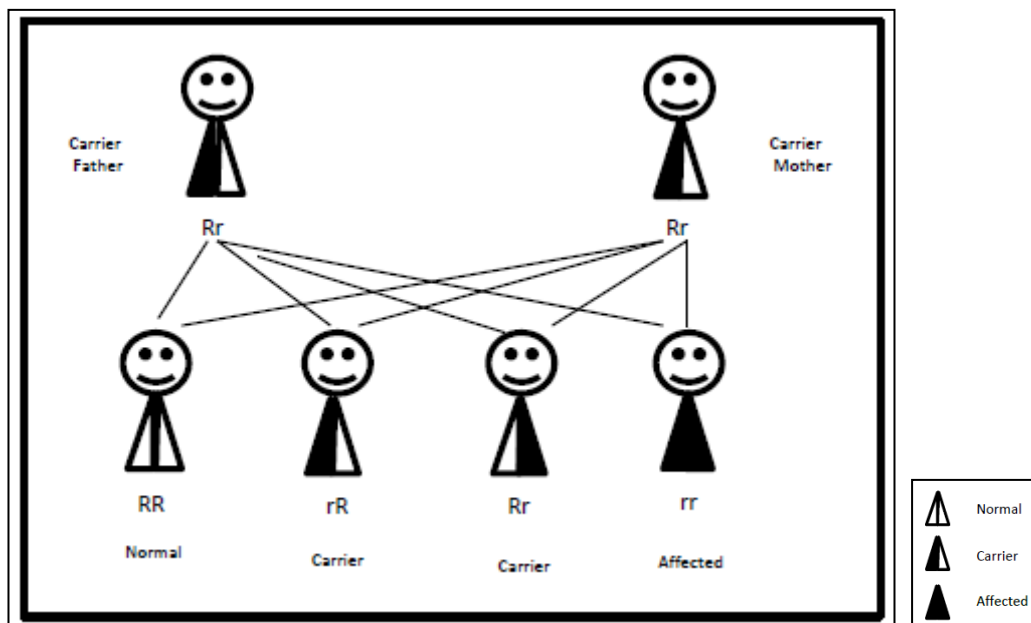 Carrier
Father
Carrier
Mother
Rr
Rr
RR
rR
Rr
rr
Normal
Carrier
Carrier
Affected
Normal
Carrier
Affected